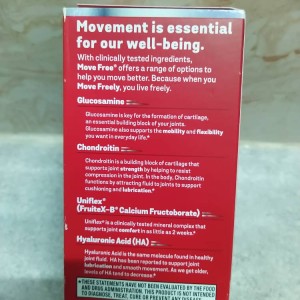 Movement is essential
for our well-being.
With clinically tested ingredients,
Move Free® offers a range of options to
help you move better. Because when you
Move Freely, you live freely.
Glucosamine
Glucosamine is key for the formation of cartilage,
an essential building block of your joints.
Glucosamine also supports the mobility and flexibility
you want in everyday life.*
Chondroitin
Chondroitin is a building block of cartilage that
supports joint strength by helping to resist
compression in the joint. In the body, Chondroitin
functions by attracting fluid to joints to support
cushioning and lubrication.*
Uniflex®
(FruiteX-B® Calcium Fructoborate)
Uniflex® is a clinically tested mineral complex that
supports joint comfort in as little as 2 weeks.*
Hyaluronic Acid (HA)
Hyaluronic Acid is the same molecule found in healthy
joint fluid. HA has been reported to support joint
lubrication and smooth movement. As we get older,
levels of HA tend to decrease.*
*THESE STATEMENTS HAVE NOT BEEN EVALUATED BY THE FOOD
AND DRUG ADMINISTRATION. THIS PRODUCT IS NOT INTENDED
TO DIAGNOSE, TREAT, CURE OR PREVENT ANY DISEASE.